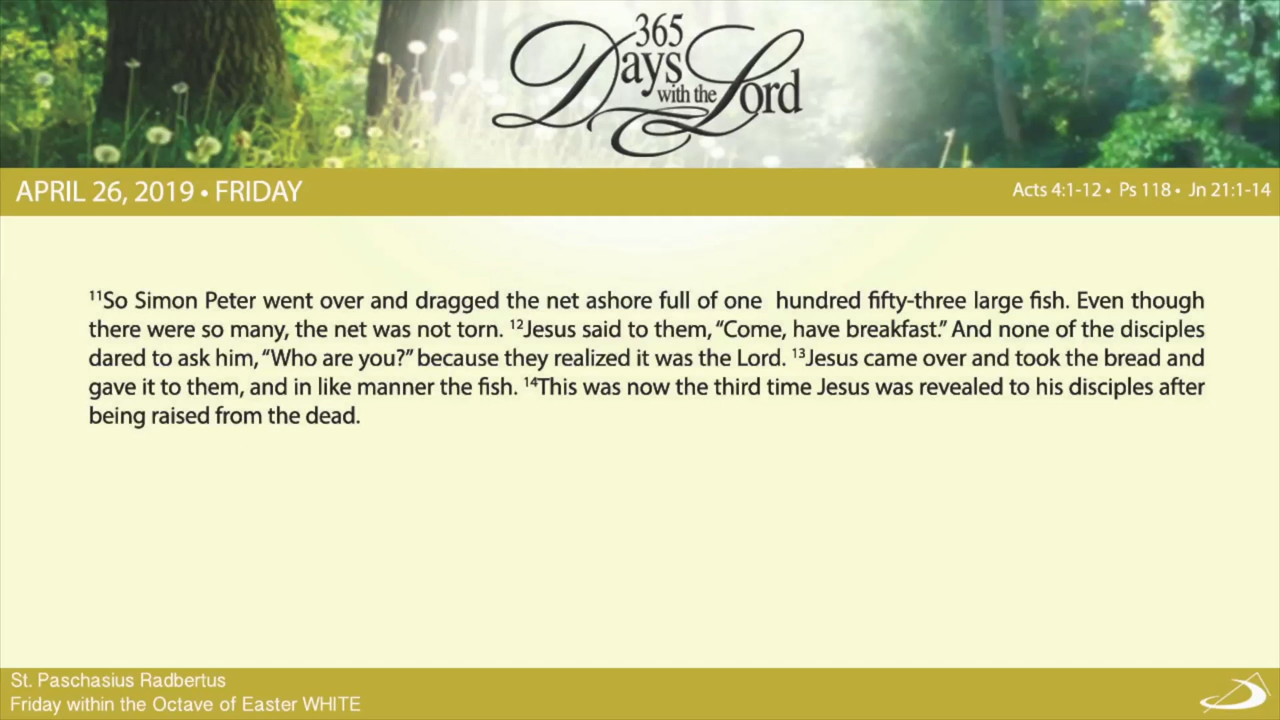 365
Days
with the Lord
APRIL 26, 2019 • FRIDAY
Acts 4:1-12 • Ps 118 • Jn 21:1-14
¹¹So Simon Peter went over and dragged the net ashore full of one hundred fifty-three large fish. Even though
there were so many, the net was not torn. ¹²Jesus said to them, “Come, have breakfast.” And none of the disciples
dared to ask him, “Who are you?” because they realized it was the Lord. ¹³Jesus came over and took the bread and
gave it to them, and in like manner the fish. ¹⁴This was now the third time Jesus was revealed to his disciples after
being raised from the dead.
St. Paschasius Radbertus
Friday within the Octave of Easter WHITE